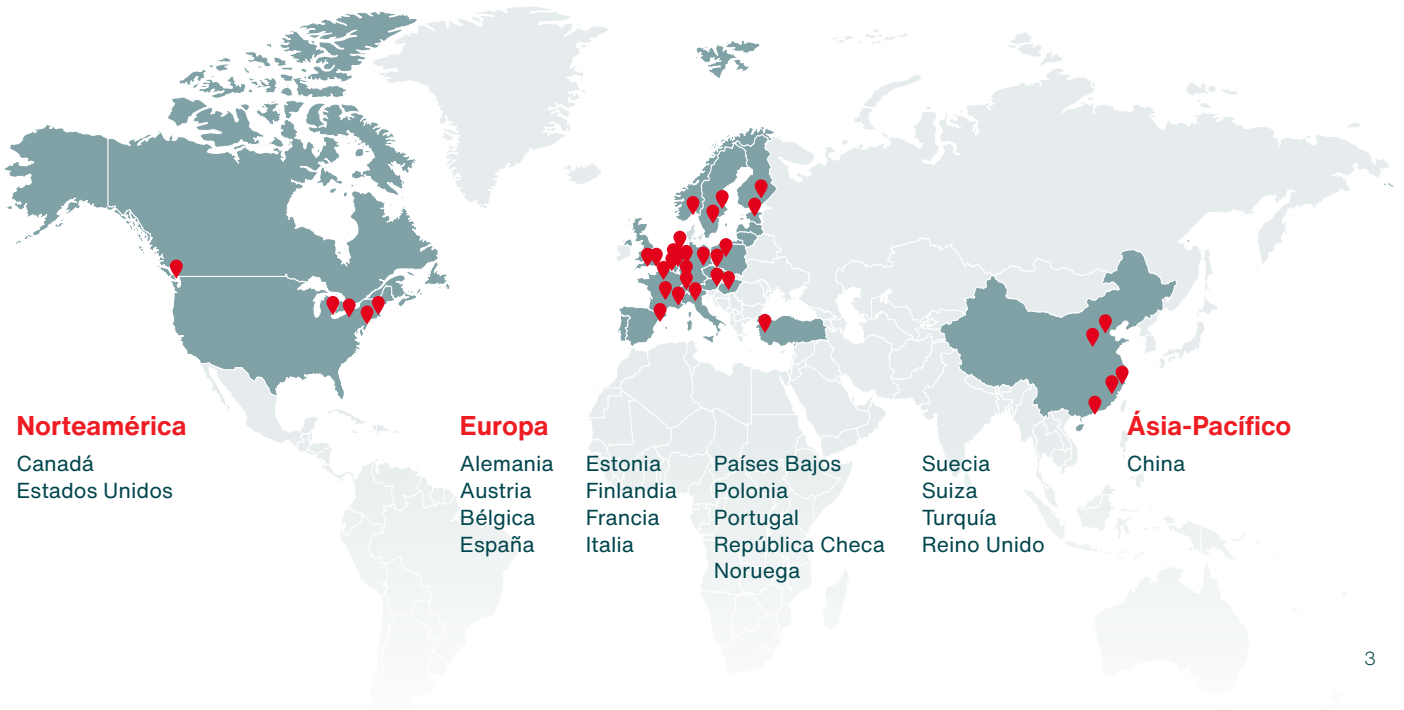 Norteamérica
Canadá
Estados Unidos
Europa
Alemania
Austria
Bélgica
España
Estonia
Finlandia
Francia
Italia
Países Bajos
Polonia
Portugal
República Checa
Noruega
Suecia
Suiza
Turquía
Reino Unido
Ásia-Pacífico
China
3